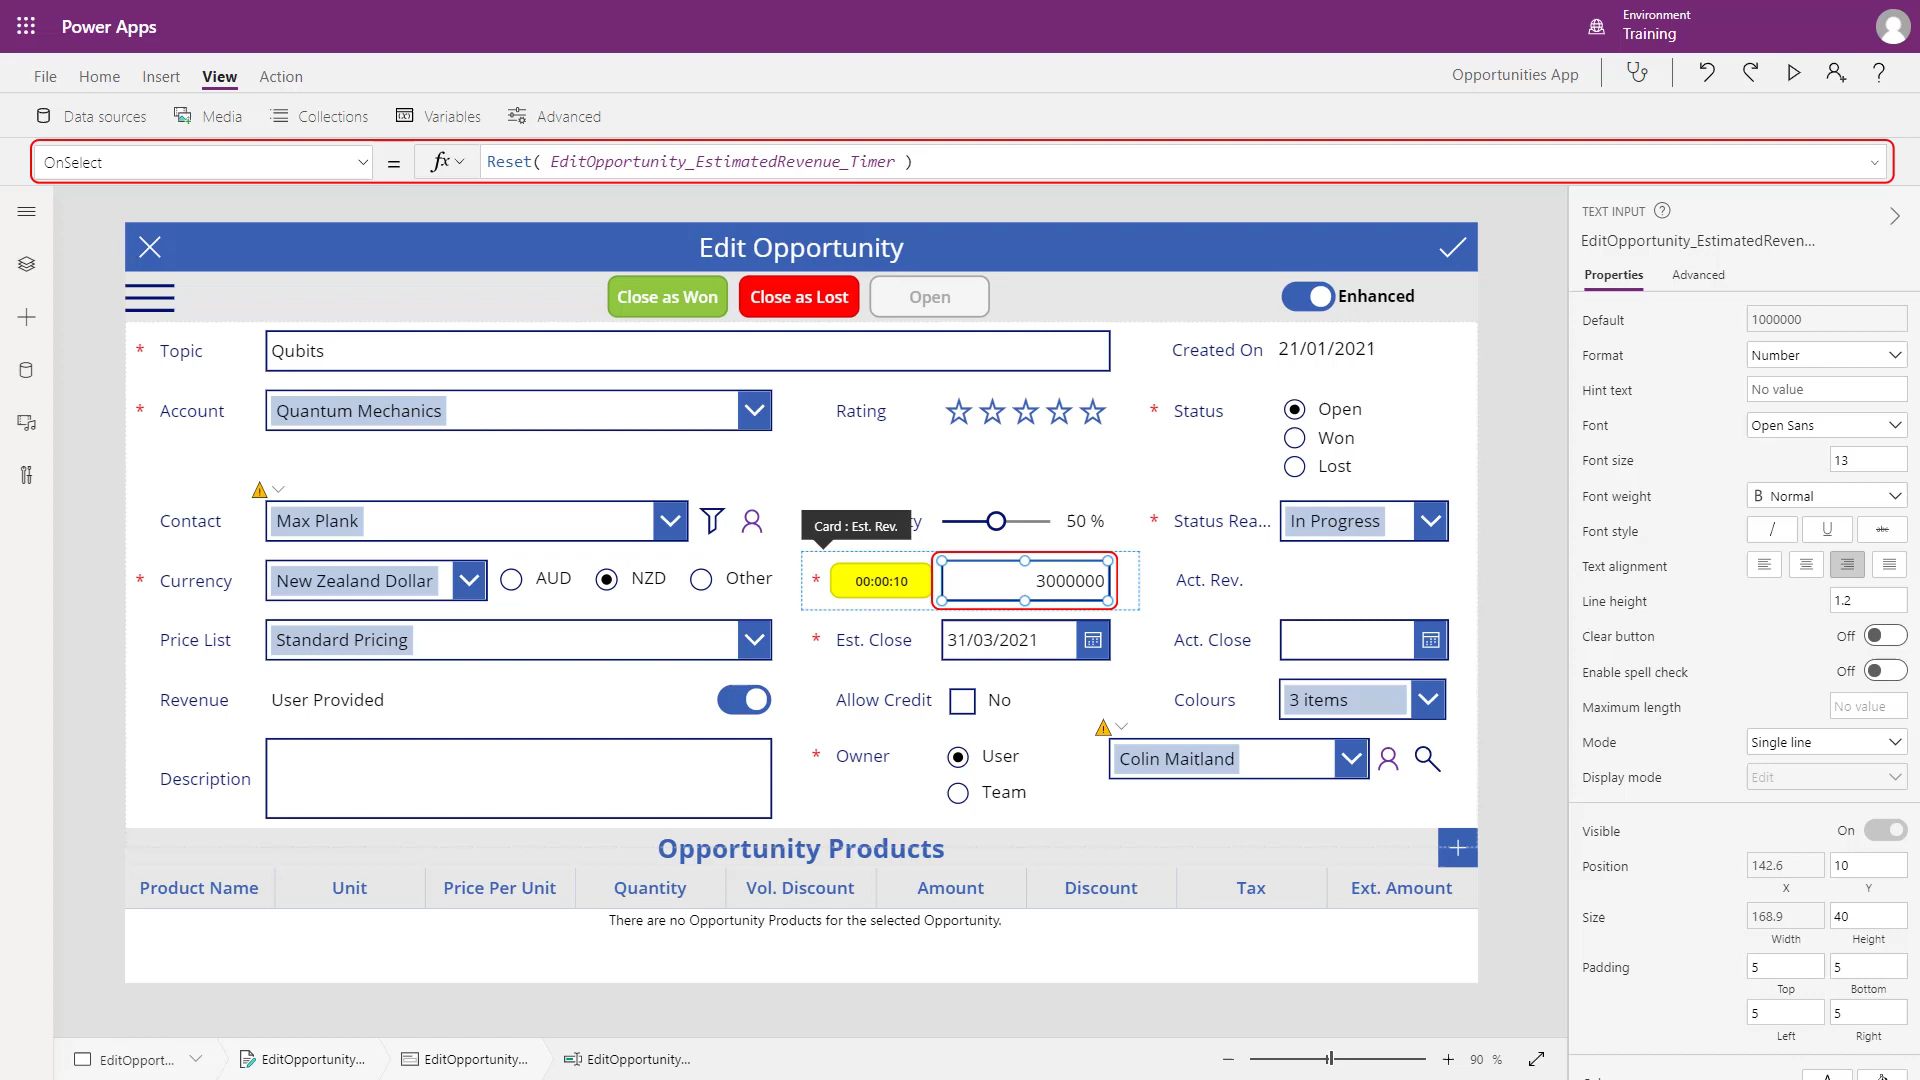 Power Apps
Environment
Training
File Home Insert View Action
Opportunities App
Data sources Media Collections Variables Advanced
OnSelect = fx Reset( EditOpportunity_EstimatedRevenue_Timer )
Edit Opportunity
Close as Won Close as Lost Open Enhanced
* Topic Qubits Created On 21/01/2021
* Account Quantum Mechanics Rating * Status Open
Won
Lost
Contact Max Plank 50 % * Status Rea... In Progress
Card : Est. Rev.
* Currency New Zealand Dollar AUD NZD Other * 00:00:10 3000000 Act. Rev.
Price List Standard Pricing * Est. Close 31/03/2021 Act. Close
Revenue User Provided Allow Credit No Colours 3 items
* Owner User Colin Maitland
Description
Team
Opportunity Products
Product Name Unit Price Per Unit Quantity Vol. Discount Amount Discount Tax Ext. Amount
There are no Opportunity Products for the selected Opportunity.
EditOpport... EditOpportunity... EditOpportunity... EditOpportunity... 90 %
TEXT INPUT ?
EditOpportunity_EstimatedReven...
Properties Advanced
Default 1000000
Format Number
Hint text No value
Font Open Sans
Font size 13
Font weight B Normal
Font style / U abc
Text alignment
Line height 1.2
Clear button Off
Enable spell check Off
Maximum length No value
Mode Single line
Display mode Edit
Visible On
Position 142.6 10
X Y
Size 168.9 40
Width Height
Padding 5 5
Top Bottom
5 5
Left Right